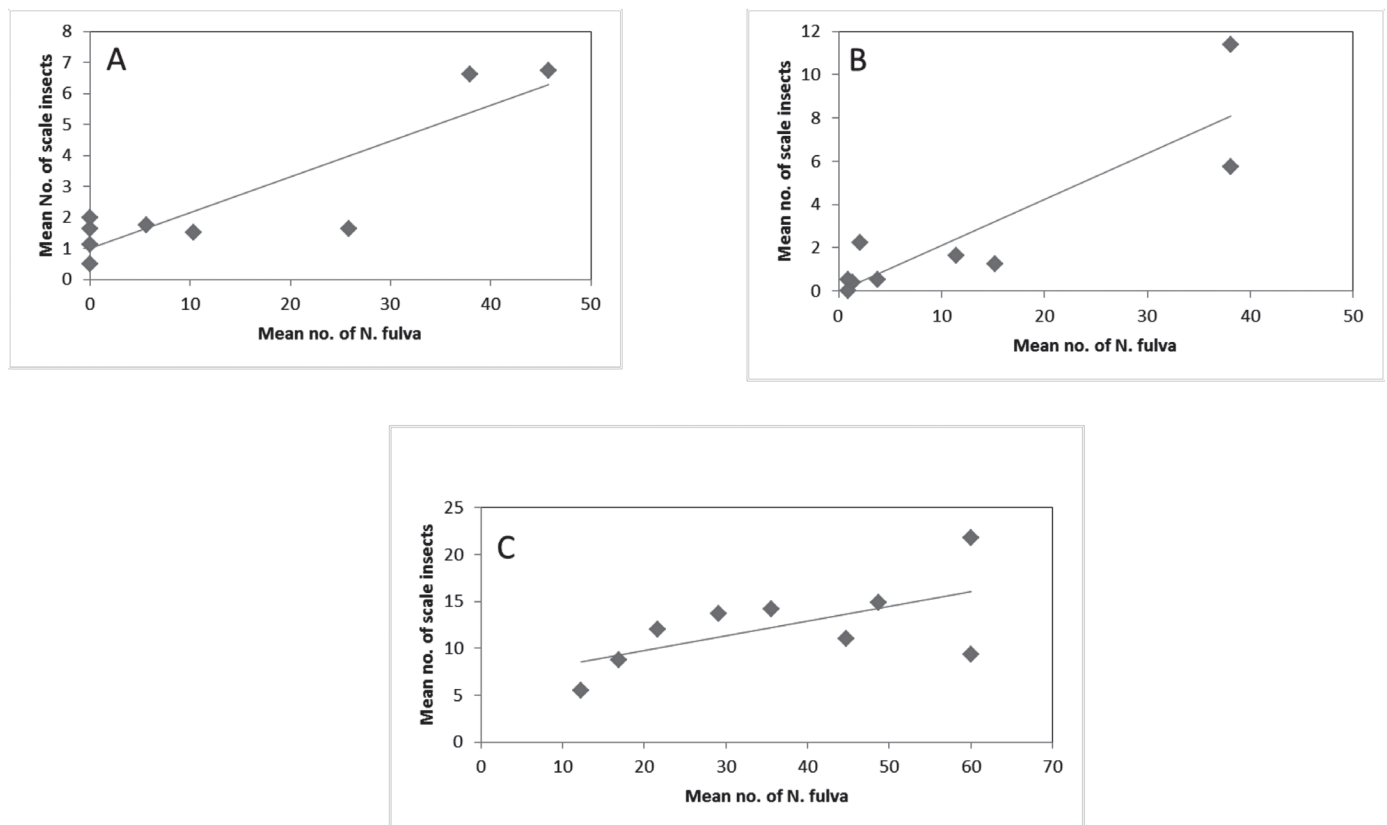 A
Mean No. of scale insects
8
7
6
5
4
3
2
1
0
0 10 20 30 40 50
Mean no. of N. fulva
B
Mean no. of scale insects
12
10
8
6
4
2
0
0 10 20 30 40 50
Mean no. of N. fulva
C
Mean no. of scale insects
25
20
15
10
5
0
0 10 20 30 40 50 60 70
Mean no. of N. fulva